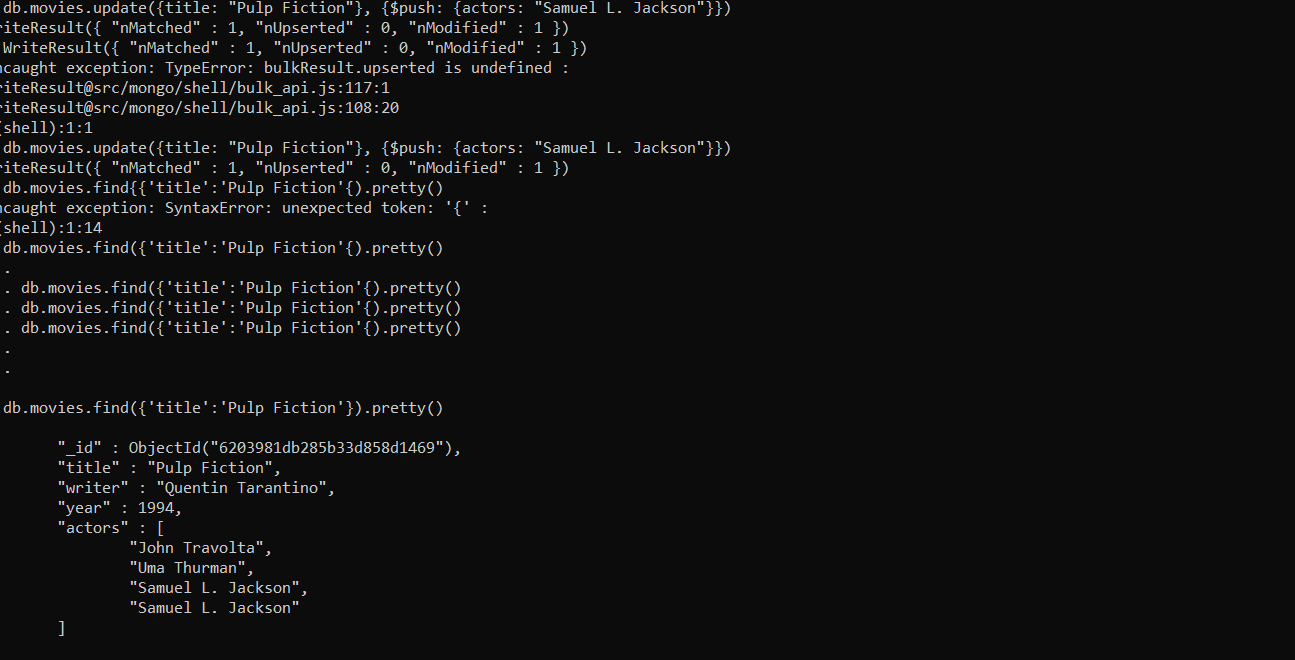 db.movies.update({title: "Pulp Fiction"}, {$push: {actors: "Samuel L. Jackson"}})
riteResult({ "nMatched" : 1, "nUpserted" : 0, "nModified" : 1 })
WriteResult({ "nMatched" : 1, "nUpserted" : 0, "nModified" : 1 })
ncaught exception: TypeError: bulkResult.upserted is undefined :
riteResult@src/mongo/shell/bulk_api.js:117:1
riteResult@src/mongo/shell/bulk_api.js:108:20
(shell):1:1
db.movies.update({title: "Pulp Fiction"}, {$push: {actors: "Samuel L. Jackson"}})
riteResult({ "nMatched" : 1, "nUpserted" : 0, "nModified" : 1 })
db.movies.find{{'title':'Pulp Fiction'{).pretty()
ncaught exception: SyntaxError: unexpected token: '{' :
(shell):1:14
db.movies.find({'title':'Pulp Fiction'{).pretty()
.
. db.movies.find({'title':'Pulp Fiction'{).pretty()
. db.movies.find({'title':'Pulp Fiction'{).pretty()
. db.movies.find({'title':'Pulp Fiction'{).pretty()
.
.
db.movies.find({'title':'Pulp Fiction'}).pretty()
"_id" : ObjectId("6203981db285b33d858d1469"),
"title" : "Pulp Fiction",
"writer" : "Quentin Tarantino",
"year" : 1994,
"actors" : [
"John Travolta",
"Uma Thurman",
"Samuel L. Jackson",
"Samuel L. Jackson"
]